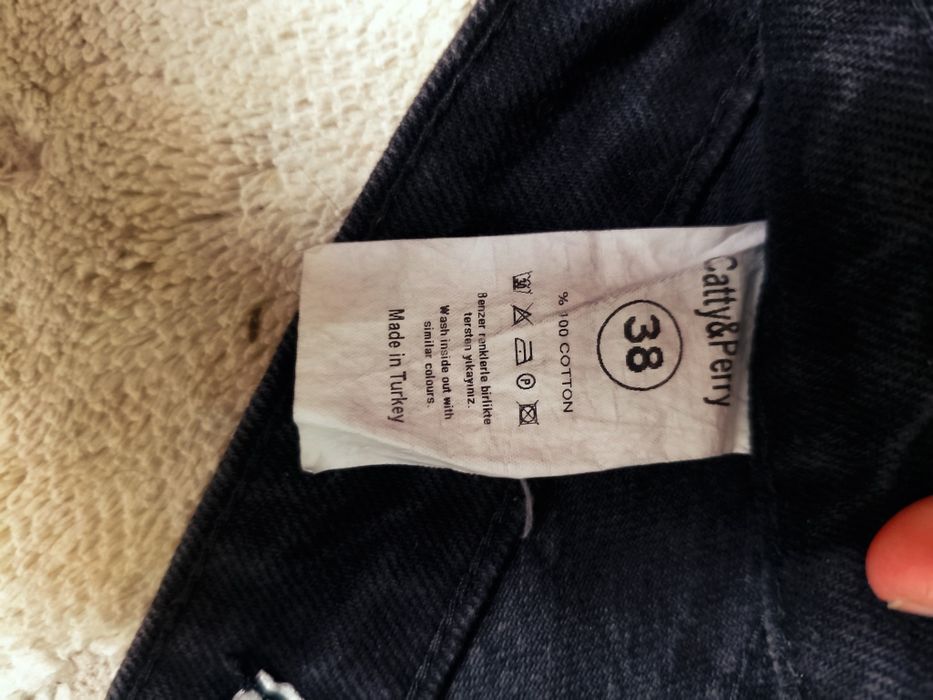 Catty&Perry
38
% 100 COTTON
P
Benzer renklerle birlikte
tersten yıkayınız.
Wash inside out with
similar colours.
Made in Turkey